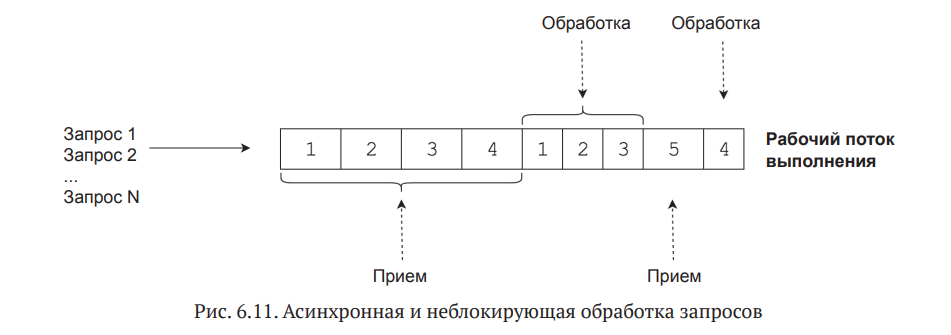 Обработка Обработка
Запрос 1
Запрос 2
...
Запрос N
1 2 3 4 1 2 3 5 4
Рабочий поток
выполнения
Прием Прием
Рис. 6.11. Асинхронная и неблокирующая обработка запросов